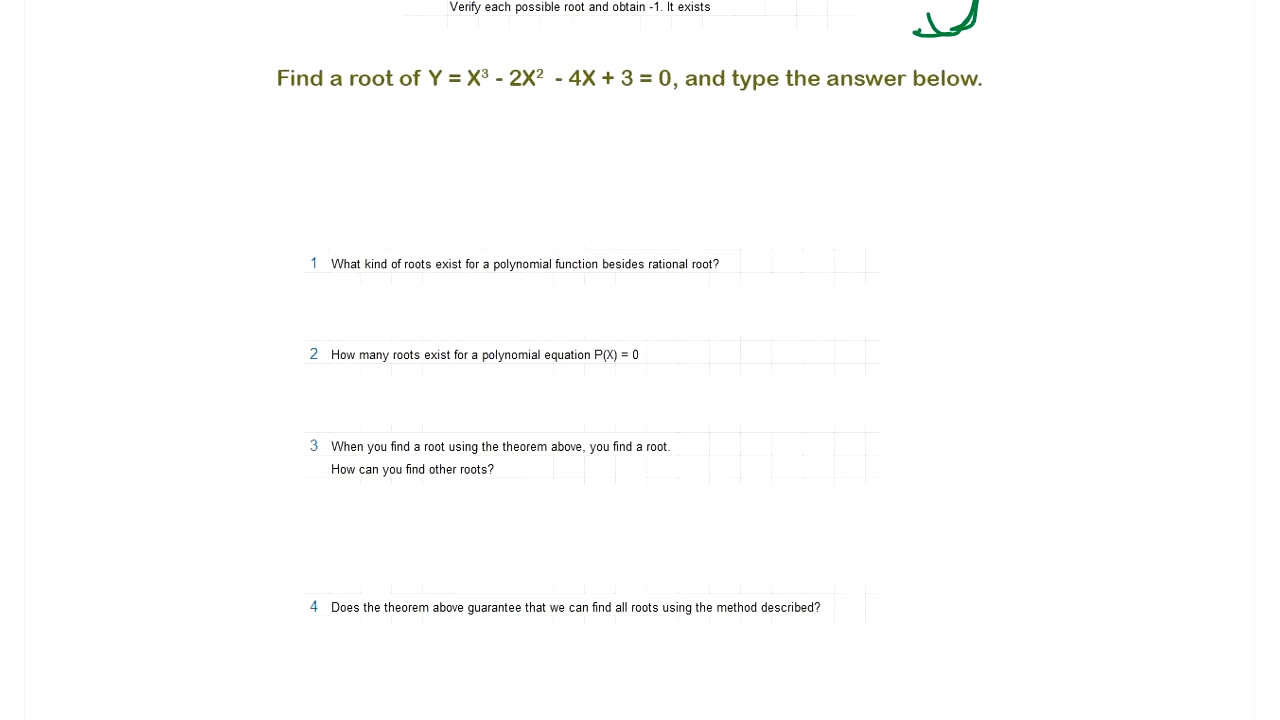 Verify each possible root and obtain -1. It exists
Find a root of Y = X³ - 2X² - 4X + 3 = 0, and type the answer below.
1 What kind of roots exist for a polynomial function besides rational root?
2 How many roots exist for a polynomial equation P(X) = 0
3 When you find a root using the theorem above, you find a root.
How can you find other roots?
4 Does the theorem above guarantee that we can find all roots using the method described?